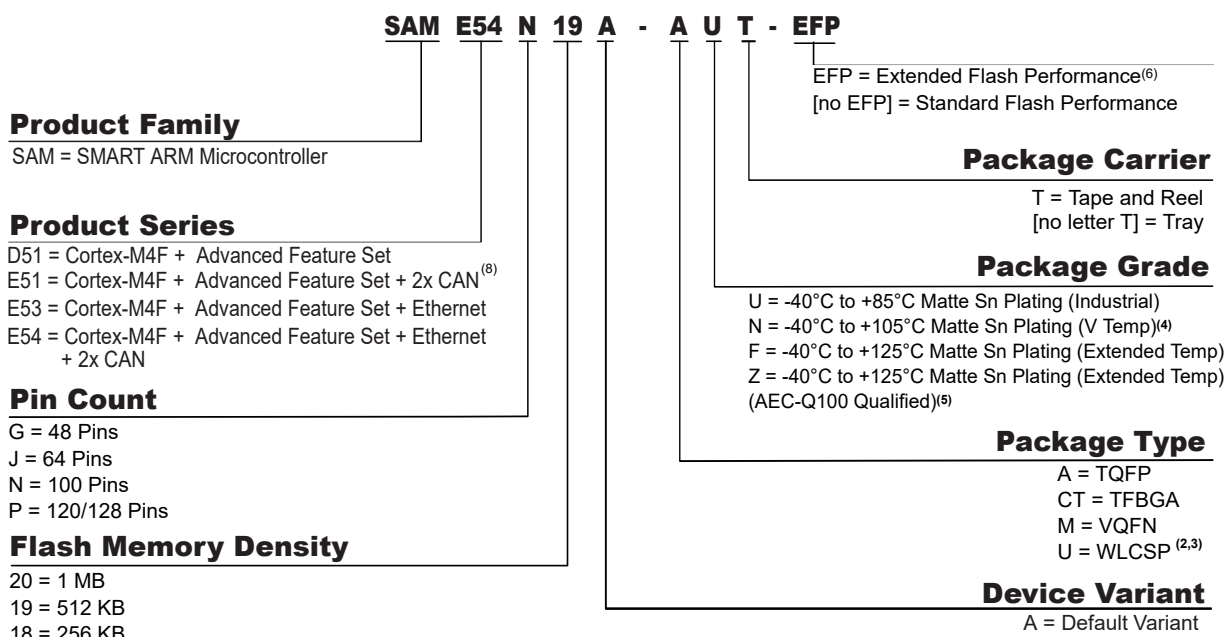 SAM E54 N 19 A - A U T - EFP
EFP = Extended Flash Performance(6)
[no EFP] = Standard Flash Performance
Product Family
SAM = SMART ARM Microcontroller
Product Series
D51 = Cortex-M4F + Advanced Feature Set
E51 = Cortex-M4F + Advanced Feature Set + 2x CAN(8)
E53 = Cortex-M4F + Advanced Feature Set + Ethernet
E54 = Cortex-M4F + Advanced Feature Set + Ethernet
+ 2x CAN
Pin Count
G = 48 Pins
J = 64 Pins
N = 100 Pins
P = 120/128 Pins
Flash Memory Density
20 = 1 MB
19 = 512 KB
18 = 256 KB
Package Carrier
T = Tape and Reel
[no letter T] = Tray
Package Grade
U = -40°C to +85°C Matte Sn Plating (Industrial)
N = -40°C to +105°C Matte Sn Plating (V Temp)(4)
F = -40°C to +125°C Matte Sn Plating (Extended Temp)
Z = -40°C to +125°C Matte Sn Plating (Extended Temp)
(AEC-Q100 Qualified)(5)
Package Type
A = TQFP
CT = TFBGA
M = VQFN
U = WLCSP (2,3)
Device Variant
A = Default Variant